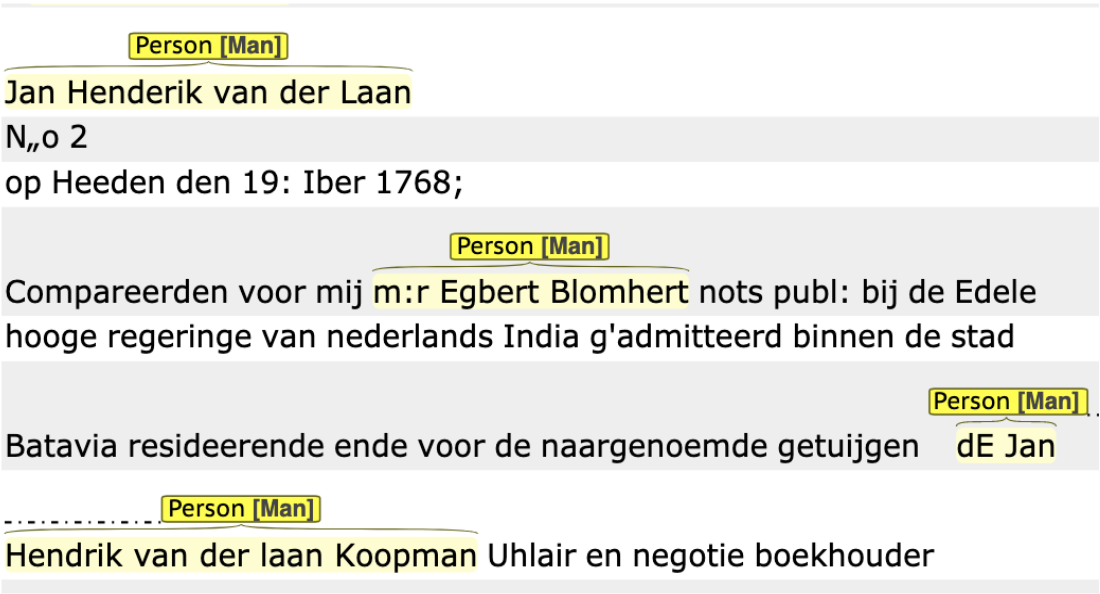 Person [Man]
Jan Henderik van der Laan
N„o 2
op Heeden den 19: Iber 1768;
Person [Man]
Compareerden voor mij m:r Egbert Blomhert nots publ: bij de Edele
hooge regeringe van nederlands India g'admitteerd binnen de stad
Person [Man]
Batavia resideerende ende voor de naargenoemde getuijgen dE Jan
Person [Man]
Hendrik van der laan Koopman Uhlair en negotie boekhouder